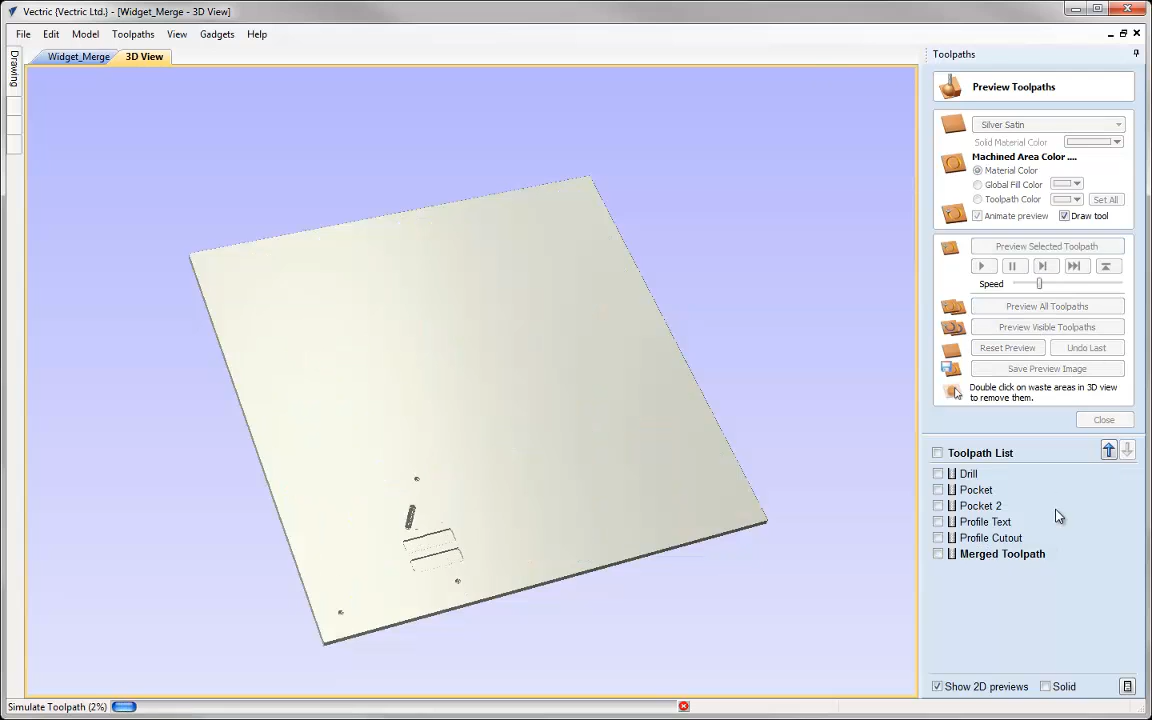 Vectric {Vectric Ltd.} - [Widget_Merge - 3D View]
File Edit Model Toolpaths View Gadgets Help
Drawing
Widget_Merge 3D View
Toolpaths
Preview Toolpaths
Silver Satin
Solid Material Color
Machined Area Color ....
Material Color
Global Fill Color
Toolpath Color Set All
Animate preview Draw tool
Preview Selected Toolpath
Speed
Preview All Toolpaths
Preview Visible Toolpaths
Reset Preview Undo Last
Save Preview Image
Double click on waste areas in 3D view
to remove them.
Close
Toolpath List
Drill
Pocket
Pocket 2
Profile Text
Profile Cutout
Merged Toolpath
Show 2D previews Solid
Simulate Toolpath (2%)